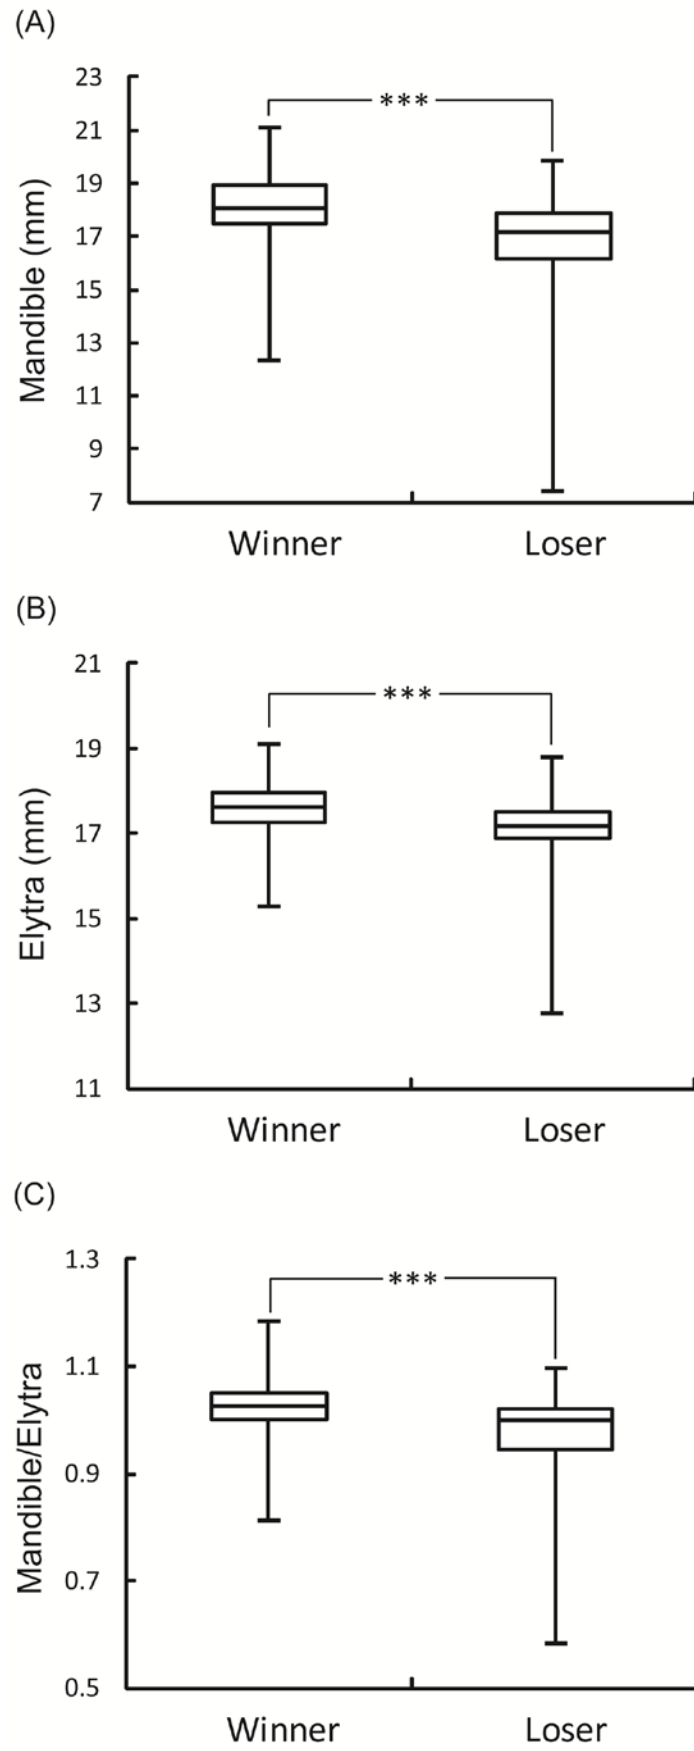 (A)
23
21
19
17
15
13
11
9
7
Mandible (mm)
***
Winner
Loser
(B)
21
19
17
15
13
11
Elytra (mm)
***
Winner
Loser
(C)
1.3
1.1
0.9
0.7
0.5
Mandible/Elytra
***
Winner
Loser